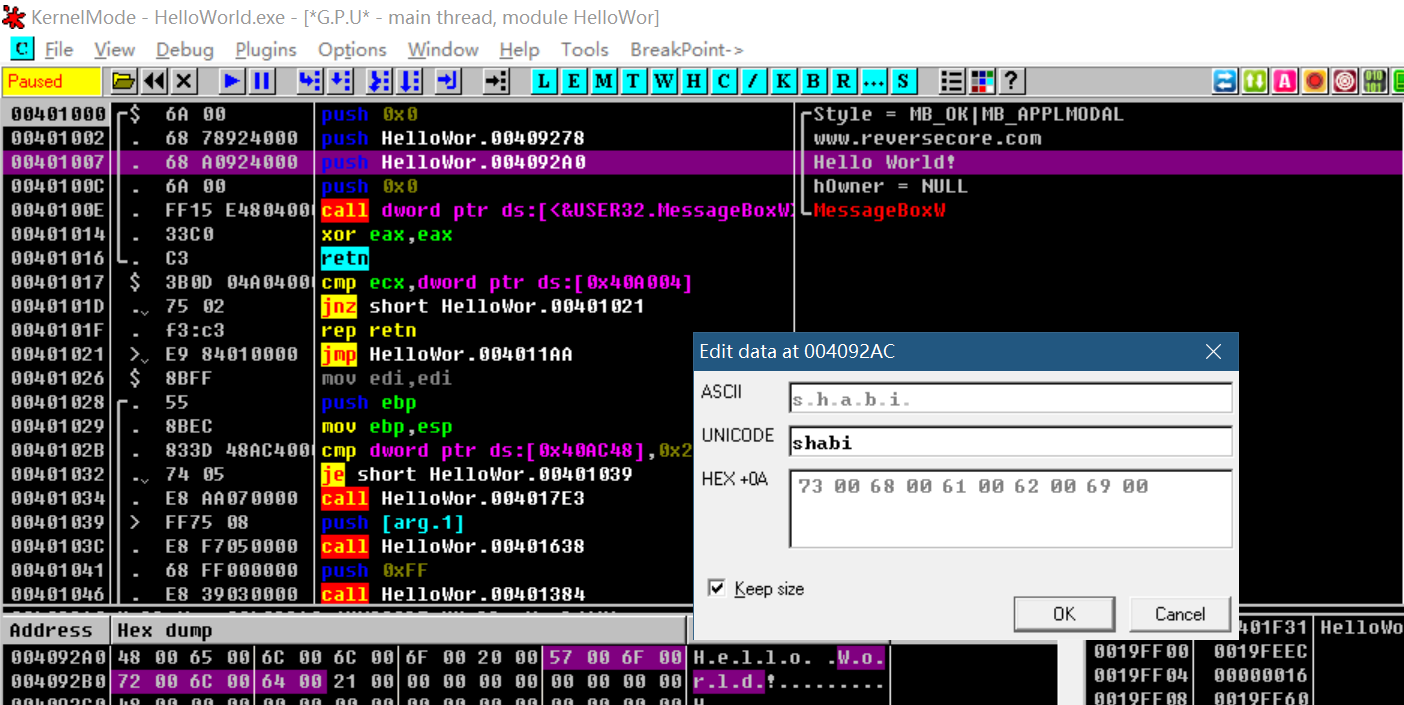 KernelMode - HelloWorld.exe - [*G.P.U* - main thread, module HelloWor]
C File View Debug Plugins Options Window Help Tools BreakPoint->
Paused L E M T W H C / K B R ... S ? A
00401000 $ 6A 00 push 0x0 Style = MB_OK|MB_APPLMODAL
00401002 . 68 78924000 push HelloWor.00409278 www.reversecore.com
00401007 . 68 A0924000 push HelloWor.004092A0 Hello World!
0040100C . 6A 00 push 0x0 hOwner = NULL
0040100E . FF15 E4804000 call dword ptr ds:[<&USER32.MessageBoxW> MessageBoxW
00401014 . 33C0 xor eax,eax
00401016 . C3 retn
00401017 $ 3B0D 04A04000 cmp ecx,dword ptr ds:[0x40A004]
0040101D . 75 02 jnz short HelloWor.00401021
0040101F . f3:c3 rep retn
00401021 > E9 84010000 jmp HelloWor.004011AA
00401026 $ 8BFF mov edi,edi
00401028 . 55 push ebp
00401029 . 8BEC mov ebp,esp
0040102B . 833D 48AC400 cmp dword ptr ds:[0x40AC48],0x2
00401032 . 74 05 je short HelloWor.00401039
00401034 . E8 AA070000 call HelloWor.004017E3
00401039 > FF75 08 push [arg.1]
0040103C . E8 F7050000 call HelloWor.00401638
00401041 . 68 FF000000 push 0xFF
00401046 . E8 39030000 call HelloWor.00401384
Edit data at 004092AC
ASCII s.h.a.b.i.
UNICODE shabi
HEX +0A 73 00 68 00 61 00 62 00 69 00
Keep size
OK Cancel
Address Hex dump
004092A0 48 00 65 00 6C 00 6C 00 6F 00 20 00 57 00 6F 00 H.e.l.l.o. .W.o.
004092B0 72 00 6C 00 64 00 21 00 00 00 00 00 00 00 00 00 r.l.d.!.........
401F31 HelloWo
0019FF00 0019FEEC
0019FF04 00000016
0019FF08 0019FF60